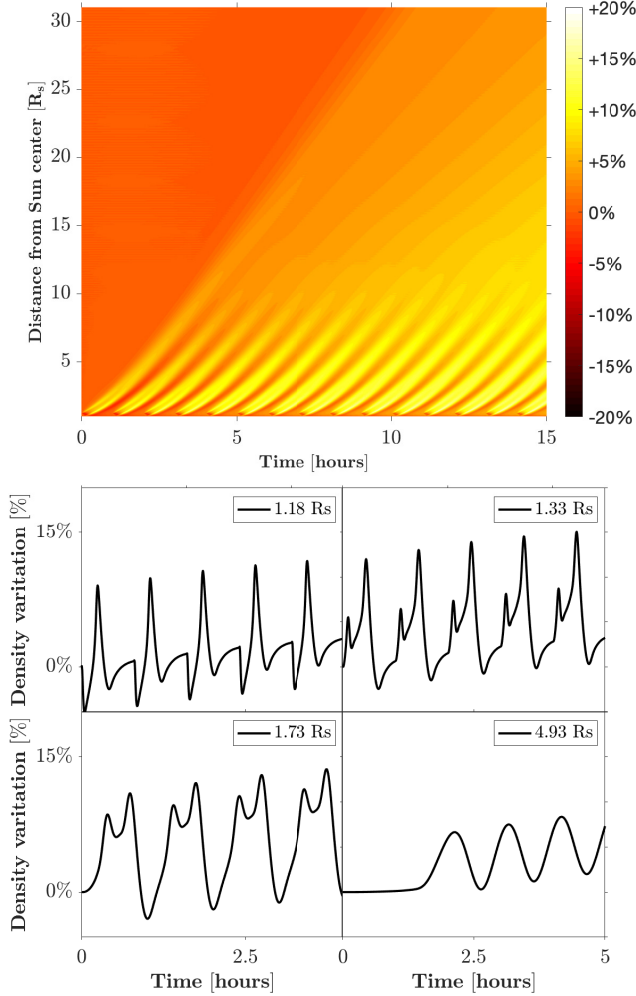 +20%
30
+15%
25
+10%
20
+5%
0%
15
-5%
10
-10%
5
-15%
-20%
0
5
10
15
Distance from Sun center [Rs]
Time [hours]
15%
0%
Density varitation [%]
1.18 Rs
1.33 Rs
15%
0%
Density varitation [%]
1.73 Rs
4.93 Rs
0
2.5
0
2.5
5
Time [hours]
Time [hours]